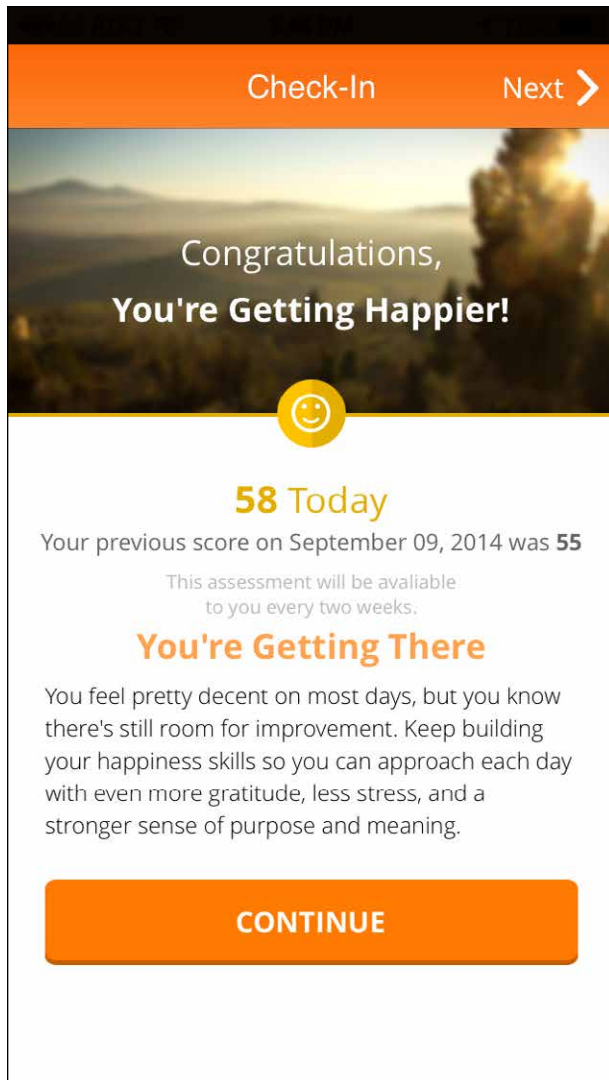 Check-In
Next
Congratulations,
You're Getting Happier!
58 Today
Your previous score on September 09, 2014 was 55
This assessment will be avaliable
to you every two weeks.
You're Getting There
You feel pretty decent on most days, but you know
there's still room for improvement. Keep building
your happiness skills so you can approach each day
with even more gratitude, less stress, and a
stronger sense of purpose and meaning.
CONTINUE